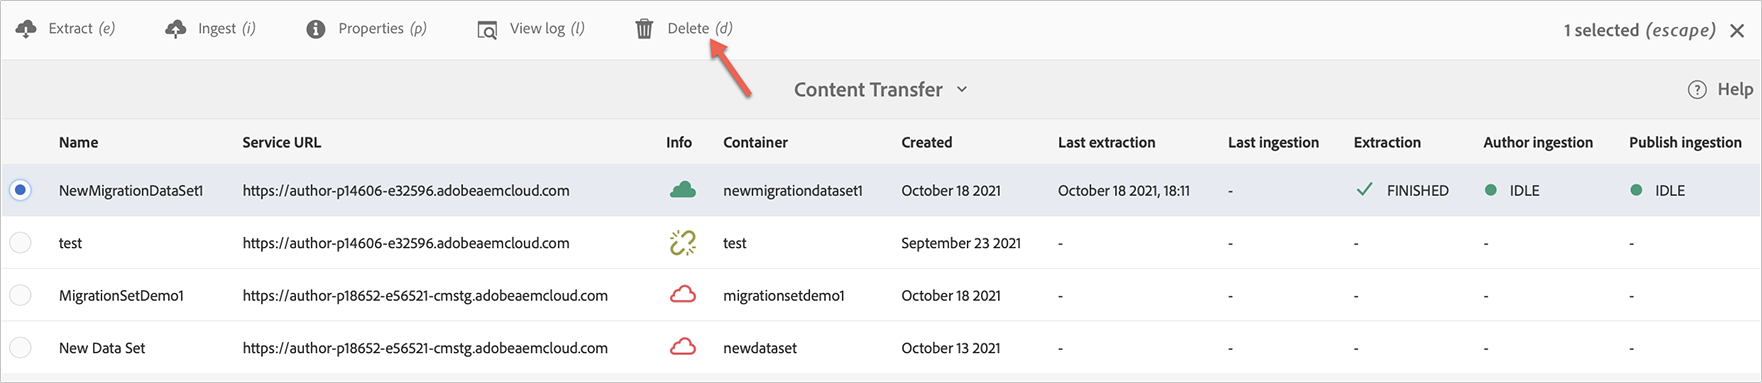 Extract (e) Ingest (i) Properties (p) View log (l) Delete (d) 1 selected (escape)
Content Transfer Help
Name Service URL Info Container Created Last extraction Last ingestion Extraction Author ingestion Publish ingestion
NewMigrationDataSet1 https://author-p14606-e32596.adobeaemcloud.com newmigrationdataset1 October 18 2021 October 18 2021, 18:11 - FINISHED IDLE IDLE
test https://author-p14606-e32596.adobeaemcloud.com test September 23 2021 - - - - -
MigrationSetDemo1 https://author-p18652-e56521-cmstg.adobeaemcloud.com migrationsetdemo1 October 18 2021 - - - - -
New Data Set https://author-p18652-e56521-cmstg.adobeaemcloud.com newdataset October 13 2021 - - - - -